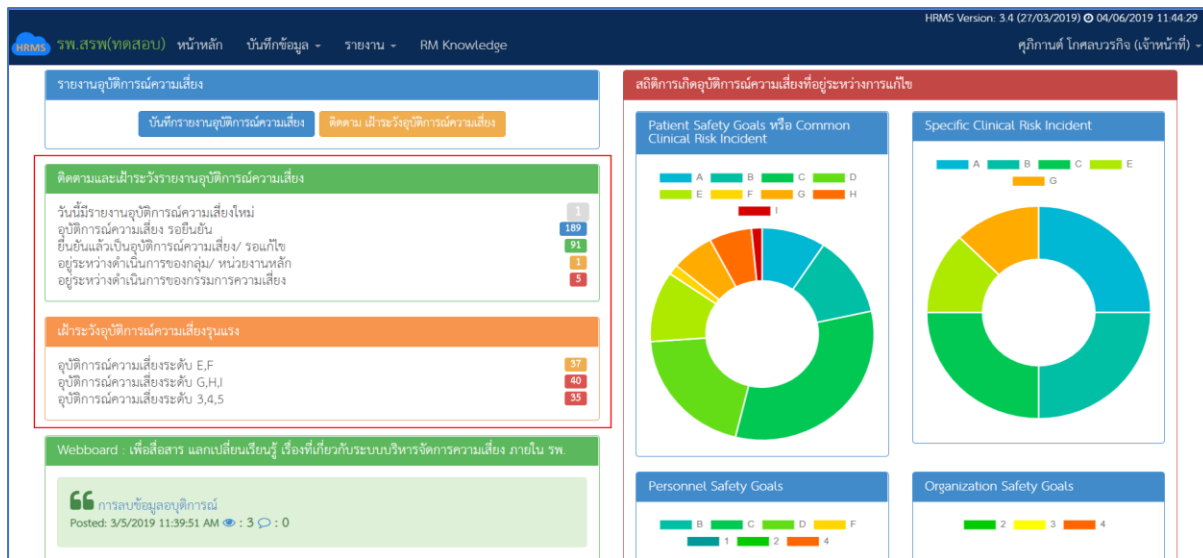 HRMS Version: 3.4 (27/03/2019) 04/06/2019 11:44:29
HRMS รพ.สรพ(ทดสอบ) หน้าหลัก บันทึกข้อมูล รายงาน RM Knowledge ศุภิกานต์ โกศลบวรกิจ (เจ้าหน้าที่)
รายงานอุบัติการณ์ความเสี่ยง
บันทึกรายงานอุบัติการณ์ความเสี่ยง ติดตาม เฝ้าระวังอุบัติการณ์ความเสี่ยง
ติดตามและเฝ้าระวังรายงานอุบัติการณ์ความเสี่ยง
วันนี้มีรายงานอุบัติการณ์ความเสี่ยงใหม่ 1
อุบัติการณ์ความเสี่ยง รอยืนยัน 189
ยืนยันแล้วเป็นอุบัติการณ์ความเสี่ยง/ รอแก้ไข 91
อยู่ระหว่างดำเนินการของกลุ่ม/ หน่วยงานหลัก 1
อยู่ระหว่างดำเนินการของกรรมการความเสี่ยง 5
เฝ้าระวังอุบัติการณ์ความเสี่ยงรุนแรง
อุบัติการณ์ความเสี่ยงระดับ E,F 37
อุบัติการณ์ความเสี่ยงระดับ G,H,I 40
อุบัติการณ์ความเสี่ยงระดับ 3,4,5 35
Webboard : เพื่อสื่อสาร แลกเปลี่ยนเรียนรู้ เรื่องที่เกี่ยวกับระบบบริหารจัดการความเสี่ยง ภายใน รพ.
การลบข้อมูลอบุติการณ์
Posted: 3/5/2019 11:39:51 AM : 3 : 0
สถิติการเกิดอุบัติการณ์ความเสี่ยงที่อยู่ระหว่างการแก้ไข
Patient Safety Goals หรือ Common
Clinical Risk Incident
A B C D
E F G H
I
Specific Clinical Risk Incident
A B C E
G
Personnel Safety Goals
B C D F
1 2 4
Organization Safety Goals
2 3 4